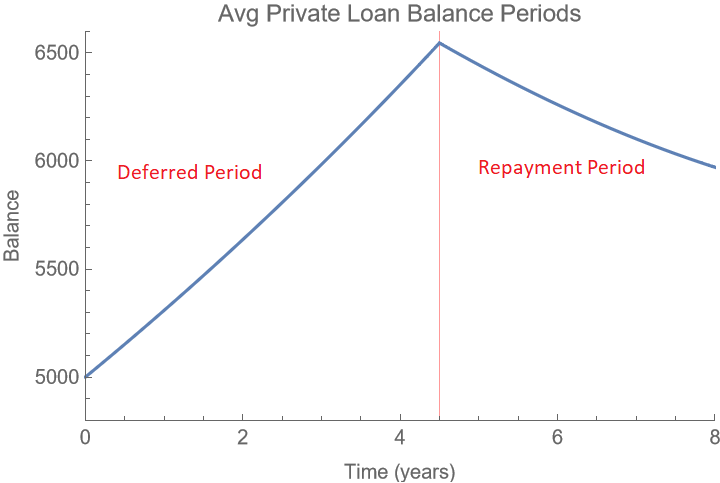 Avg Private Loan Balance Periods
6500
6000
5500
5000
Balance
Deferred Period
Repayment Period
0
2
4
6
8
Time (years)